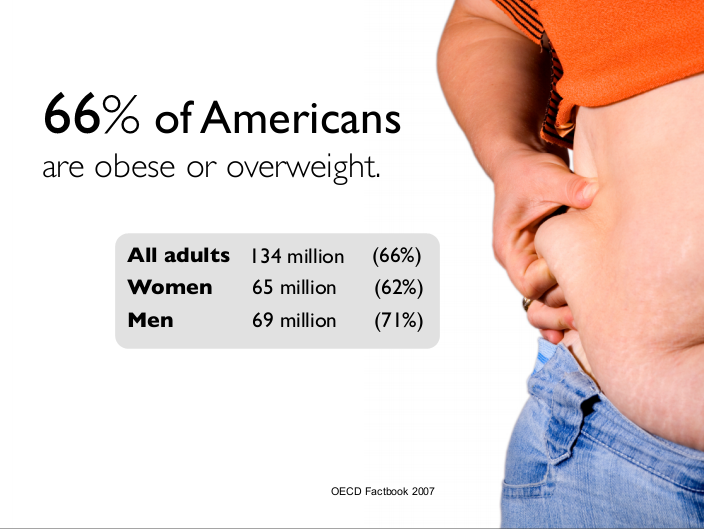 66% of Americans
are obese or overweight.
All adults 134 million (66%)
Women 65 million (62%)
Men 69 million (71%)
OECD Factbook 2007